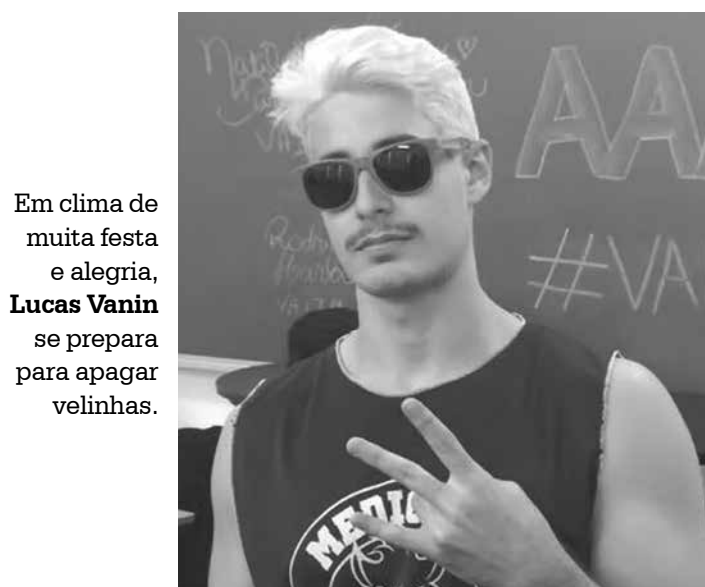 Em clima de
muita festa
e alegria,
Lucas Vanin
se prepara
para apagar
velinhas.
AA
#VA
MEDIC